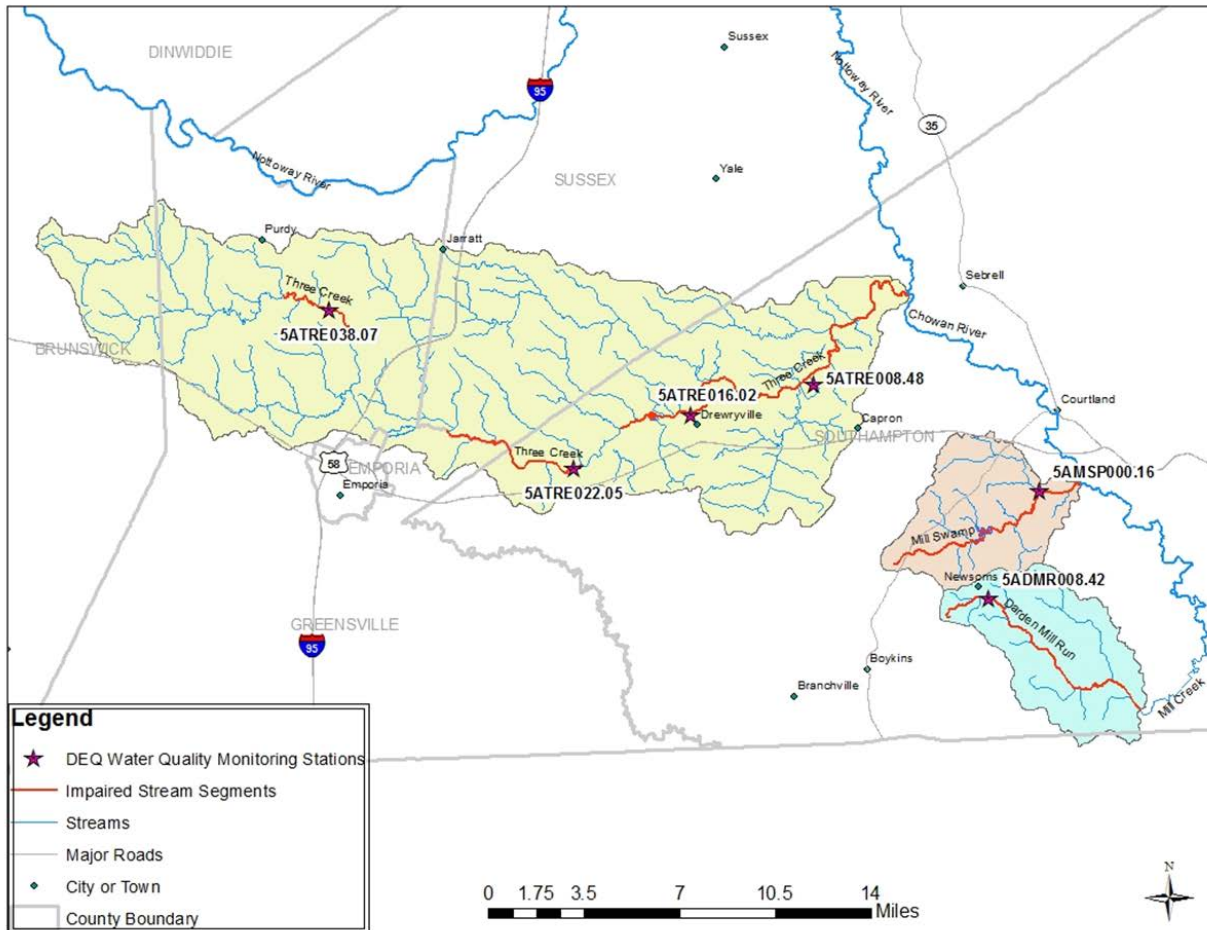 DINWIDDIE
Sussex
95
Nottoway River
35
Nottoway River
SUSSEX
Yale
Purdy
Jarratt
Sebrell
Three Creek
5ATRE038.07
Chowan River
BRUNSWICK
Three Creek
5ATRE008.48
5ATRE016.02
Drewryville
Courtland
Capron
SOUTHAMPTON
Three Creek
58
EMPORIA
Emporia
5ATRE022.05
5AMSP000.16
Mill Swamp
Newsoms
5ADMR008.42
Darden Mill Run
GREENSVILLE
95
Boykins
Branchville
Mill Creek
Legend
DEQ Water Quality Monitoring Stations
Impaired Stream Segments
Streams
Major Roads
City or Town
County Boundary
0 1.75 3.5 7 10.5 14
Miles
N